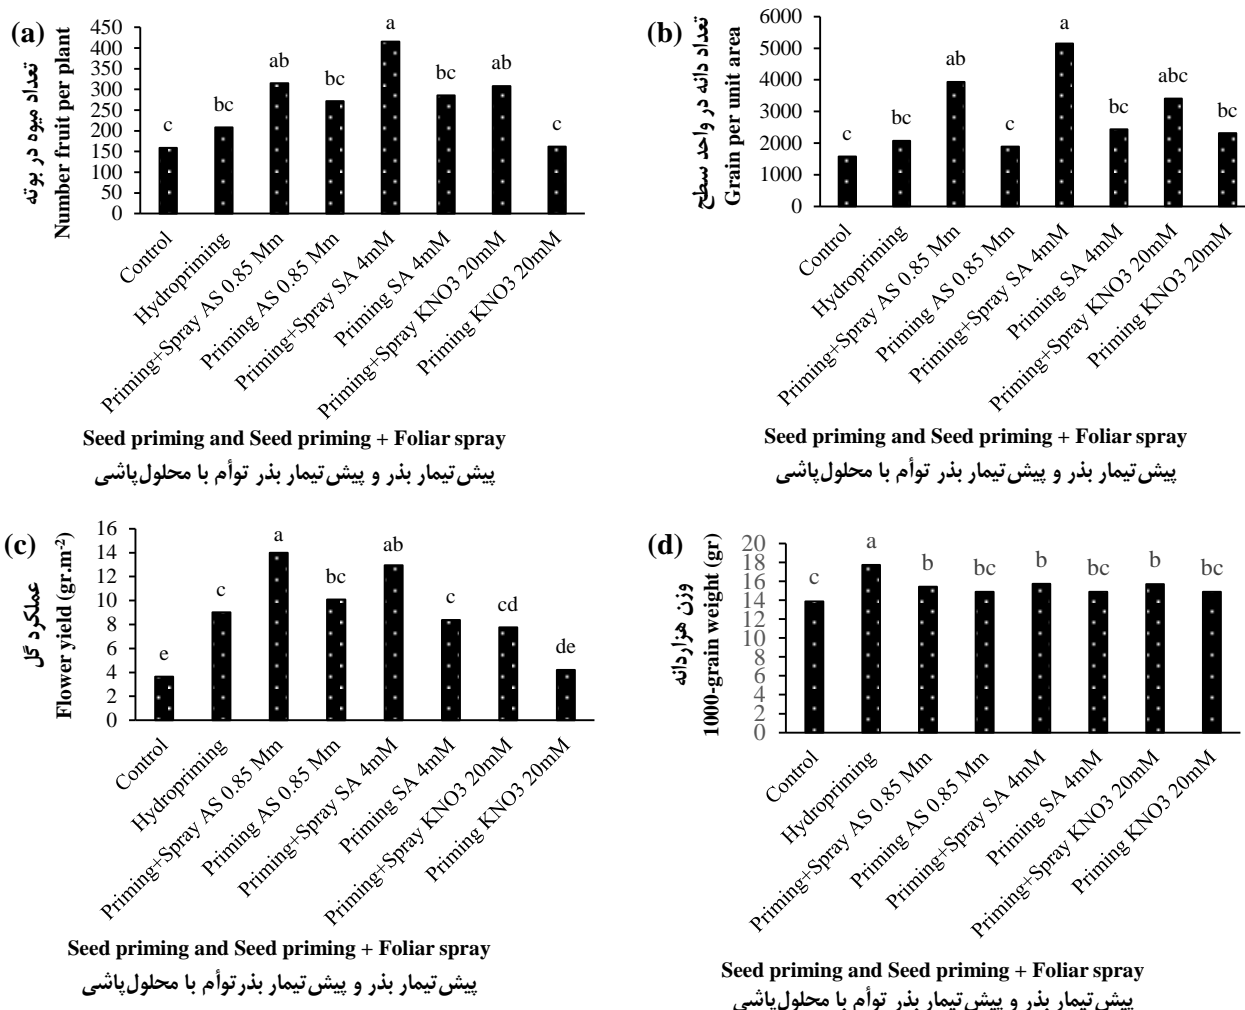 (a)
تعداد میوه در بوته
Number fruit per plant
450
400
350
300
250
200
150
100
50
0
c
bc
ab
bc
a
bc
ab
c
Control
Hydropriming
Priming+Spray AS 0.85 Mm
Priming AS 0.85 Mm
Priming+Spray SA 4mM
Priming SA 4mM
Priming+Spray KNO3 20mM
Priming KNO3 20mM
Seed priming and Seed priming + Foliar spray
پیش‌تیمار بذر و پیش‌تیمار بذر توأم با محلول‌پاشی
(b)
تعداد دانه در واحد سطح
Grain per unit area
6000
5000
4000
3000
2000
1000
0
c
bc
ab
c
a
bc
abc
bc
Control
Hydropriming
Priming+Spray AS 0.85 Mm
Priming AS 0.85 Mm
Priming+Spray SA 4mM
Priming SA 4mM
Priming+Spray KNO3 20mM
Priming KNO3 20mM
Seed priming and Seed priming + Foliar spray
پیش‌تیمار بذر و پیش‌تیمار بذر توأم با محلول‌پاشی
(c)
عملکرد گل
Flower yield (gr.m-2)
16
14
12
10
8
6
4
2
0
e
c
a
bc
ab
c
cd
de
Control
Hydropriming
Priming+Spray AS 0.85 Mm
Priming AS 0.85 Mm
Priming+Spray SA 4mM
Priming SA 4mM
Priming+Spray KNO3 20mM
Priming KNO3 20mM
Seed priming and Seed priming + Foliar spray
پیش‌تیمار بذر و پیش‌تیمار بذرتوأم با محلول‌پاشی
(d)
وزن هزاردانه
1000-grain weight (gr)
20
18
16
14
12
10
8
6
4
2
0
c
a
b
bc
b
bc
b
bc
Control
Hydropriming
Priming+Spray AS 0.85 Mm
Priming AS 0.85 Mm
Priming+Spray SA 4mM
Priming SA 4mM
Priming+Spray KNO3 20mM
Priming KNO3 20mM
Seed priming and Seed priming + Foliar spray
پیش‌تیمار بذر و پیش‌تیمار بذر توأم با محلول‌پاشی